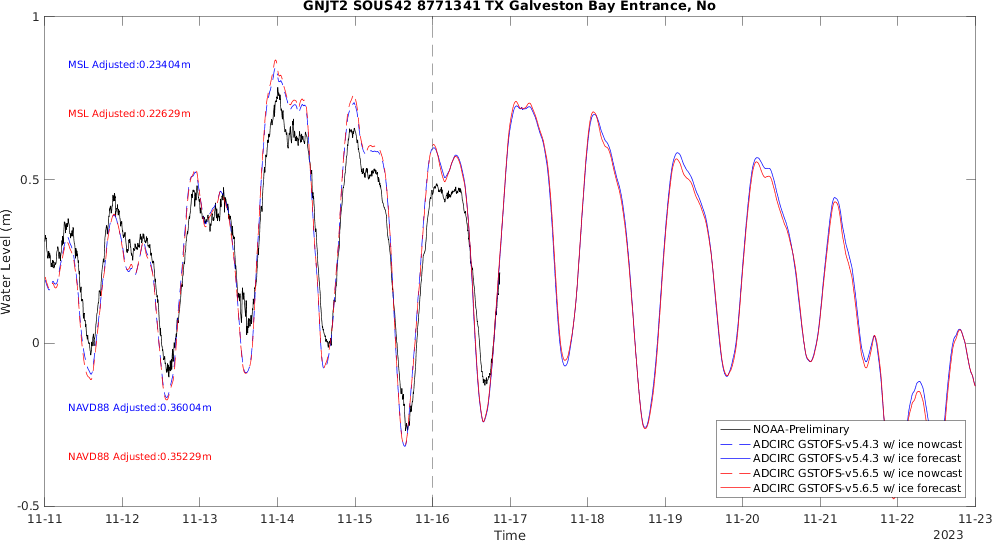 GNJT2 SOUS42 8771341 TX Galveston Bay Entrance, No
1
0.5
0
-0.5
Water Level (m)
MSL Adjusted:0.23404m
MSL Adjusted:0.22629m
NAVD88 Adjusted:0.36004m
NAVD88 Adjusted:0.35229m
NOAA-Preliminary
ADCIRC GSTOFS-v5.4.3 w/ ice nowcast
ADCIRC GSTOFS-v5.4.3 w/ ice forecast
ADCIRC GSTOFS-v5.6.5 w/ ice nowcast
ADCIRC GSTOFS-v5.6.5 w/ ice forecast
11-11 11-12 11-13 11-14 11-15 11-16 11-17 11-18 11-19 11-20 11-21 11-22 11-23
Time
2023